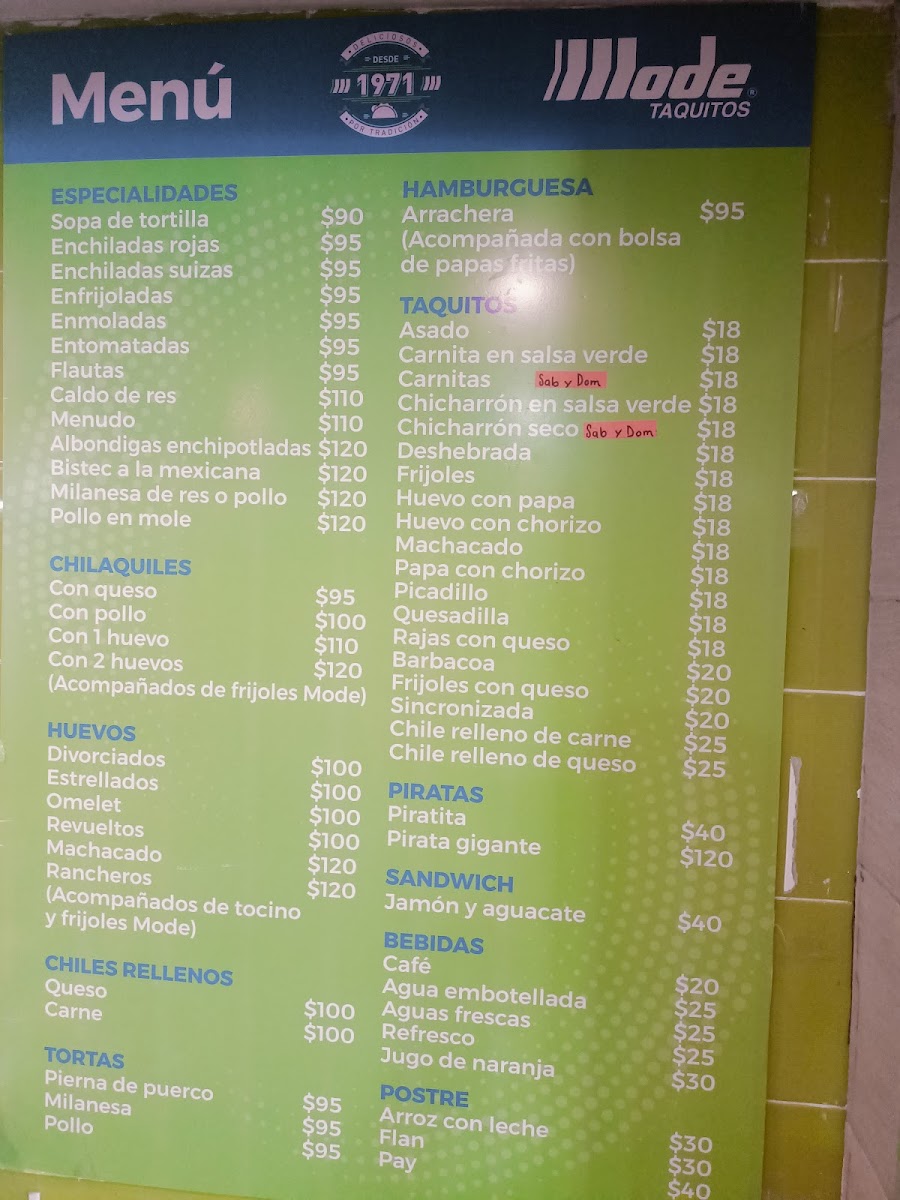 Menú
DELICIOSOS
DESDE
1971
POR TRADICIÓN
Mode®
TAQUITOS
ESPECIALIDADES
Sopa de tortilla $90
Enchiladas rojas $95
Enchiladas suizas $95
Enfrijoladas $95
Enmoladas $95
Entomatadas $95
Flautas $95
Caldo de res $110
Menudo $110
Albondigas enchipotladas $120
Bistec a la mexicana $120
Milanesa de res o pollo $120
Pollo en mole $120
CHILAQUILES
Con queso $95
Con pollo $100
Con 1 huevo $110
Con 2 huevos $120
(Acompañados de frijoles Mode)
HUEVOS
Divorciados $100
Estrellados $100
Omelet $100
Revueltos $100
Machacado $120
Rancheros $120
(Acompañados de tocino
y frijoles Mode)
CHILES RELLENOS
Queso $100
Carne $100
TORTAS
Pierna de puerco $95
Milanesa $95
Pollo $95
HAMBURGUESA
Arrachera $95
(Acompañada con bolsa
de papas fritas)
TAQUITOS
Asado $18
Carnita en salsa verde $18
Carnitas Sab y Dom $18
Chicharrón en salsa verde $18
Chicharrón seco Sab y Dom $18
Deshebrada $18
Frijoles $18
Huevo con papa $18
Huevo con chorizo $18
Machacado $18
Papa con chorizo $18
Picadillo $18
Quesadilla $18
Rajas con queso $18
Barbacoa $20
Frijoles con queso $20
Sincronizada $20
Chile relleno de carne $25
Chile relleno de queso $25
PIRATAS
Piratita $40
Pirata gigante $120
SANDWICH
Jamón y aguacate $40
BEBIDAS
Café $20
Agua embotellada $25
Aguas frescas $25
Refresco $25
Jugo de naranja $30
POSTRE
Arroz con leche $30
Flan $30
Pay $40